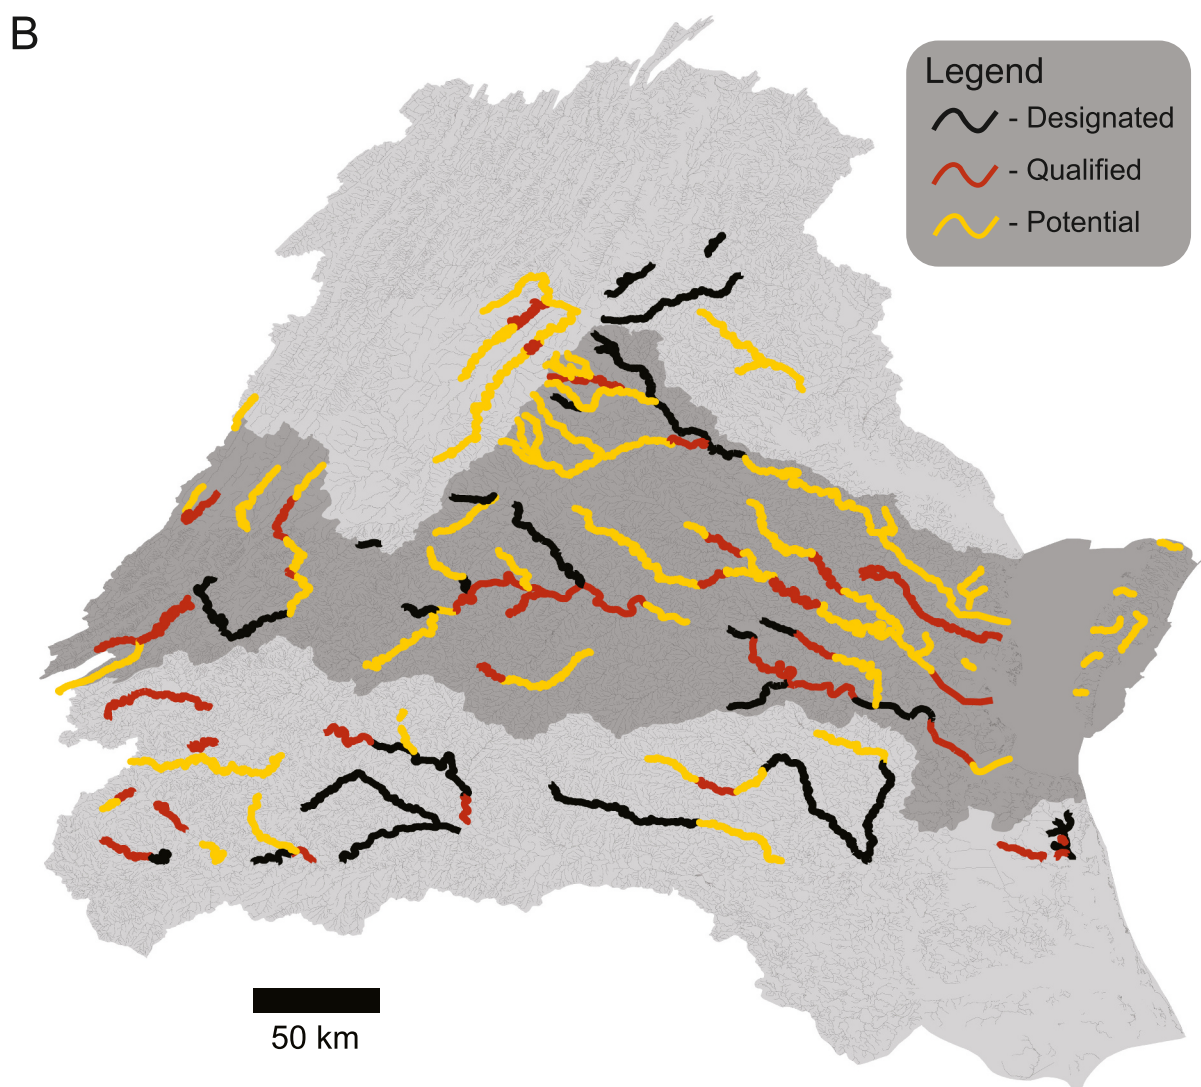 B
Legend
- Designated
- Qualified
- Potential
50 km